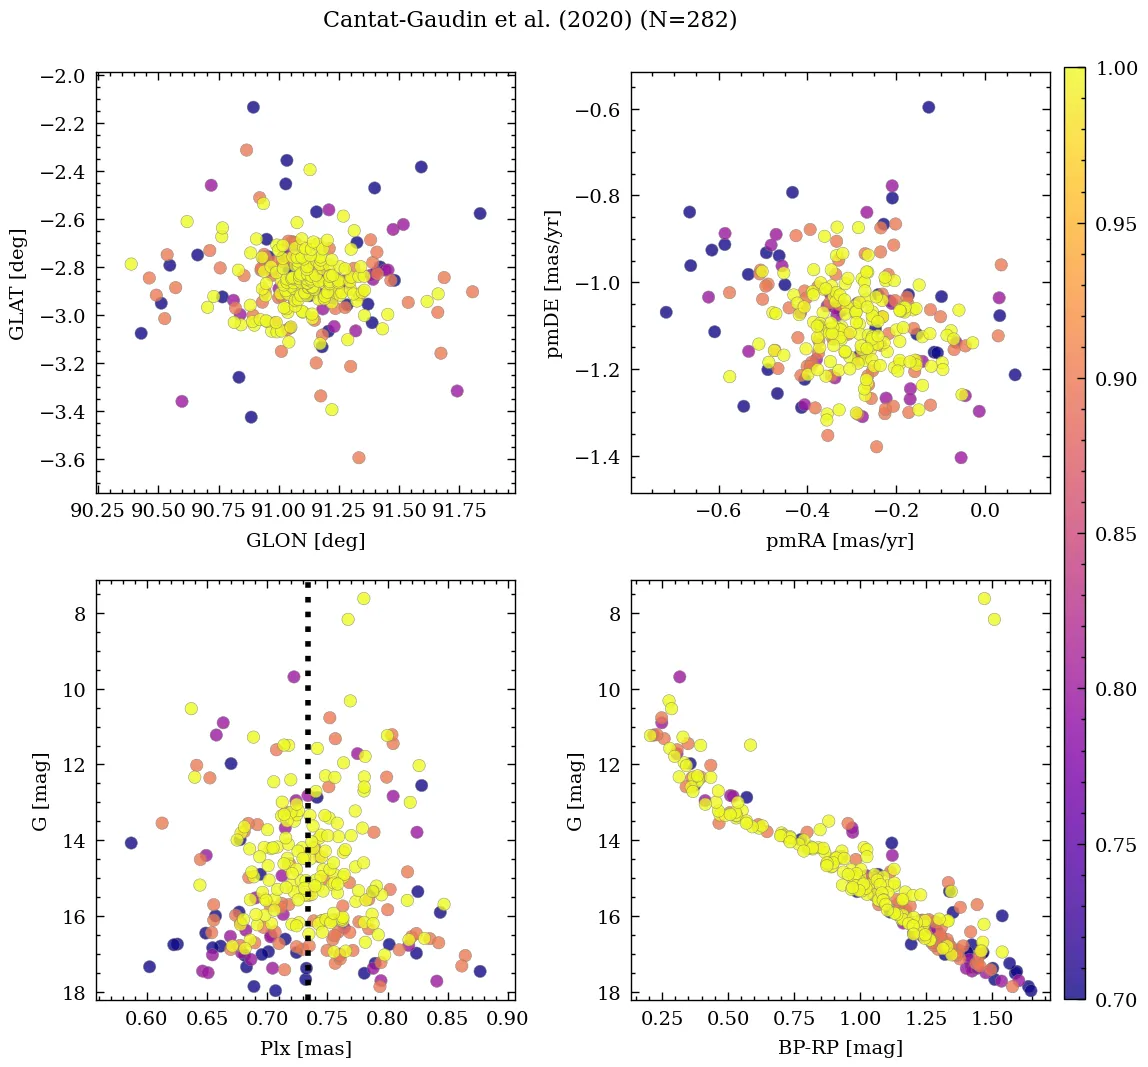 Cantat-Gaudin et al. (2020) (N=282)
−2.0
−2.2
−2.4
−2.6
−2.8
−3.0
−3.2
−3.4
−3.6
GLAT [deg]
90.25 90.50 90.75 91.00 91.25 91.50 91.75
GLON [deg]
−0.6
−0.8
−1.0
−1.2
−1.4
pmDE [mas/yr]
−0.6 −0.4 −0.2 0.0
pmRA [mas/yr]
8
10
12
14
16
18
G [mag]
0.60 0.65 0.70 0.75 0.80 0.85 0.90
Plx [mas]
8
10
12
14
16
18
G [mag]
0.25 0.50 0.75 1.00 1.25 1.50
BP-RP [mag]
1.00
0.95
0.90
0.85
0.80
0.75
0.70